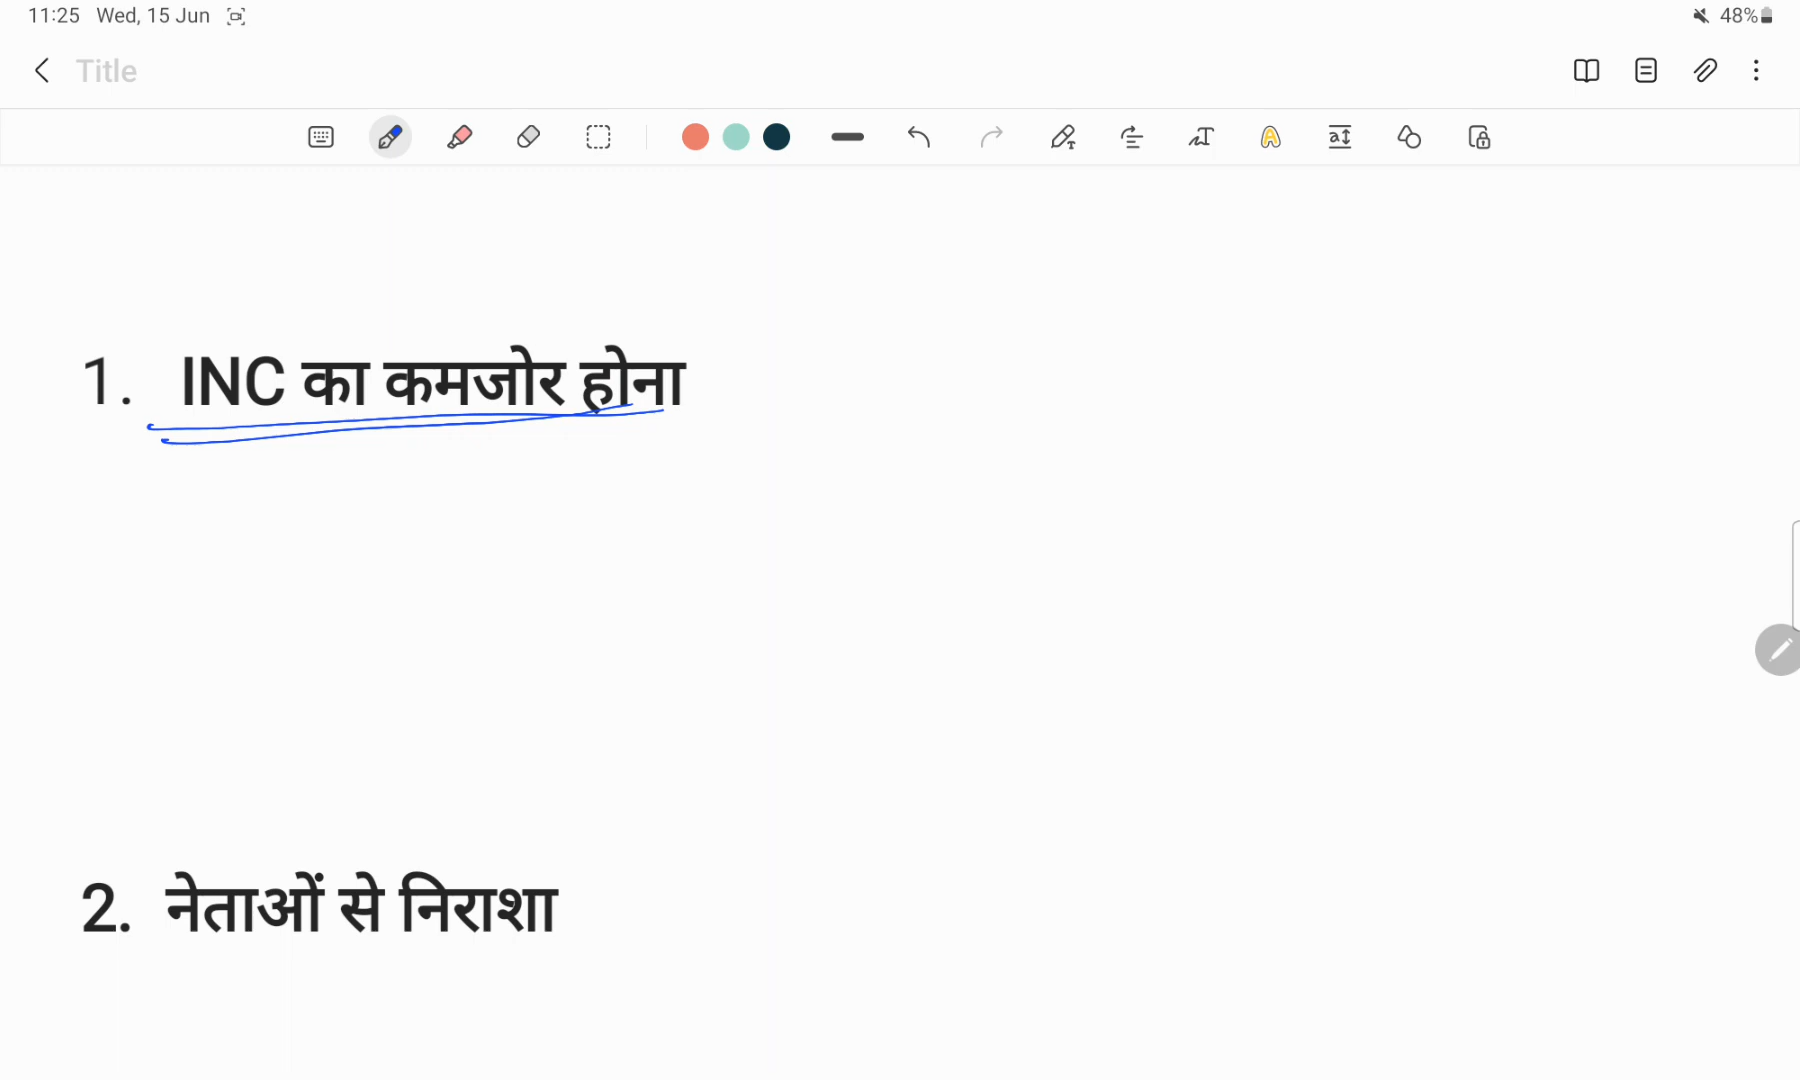 11:25 Wed, 15 Jun 48%
Title
1. INC का कमजोर होना
2. नेताओं से निराशा